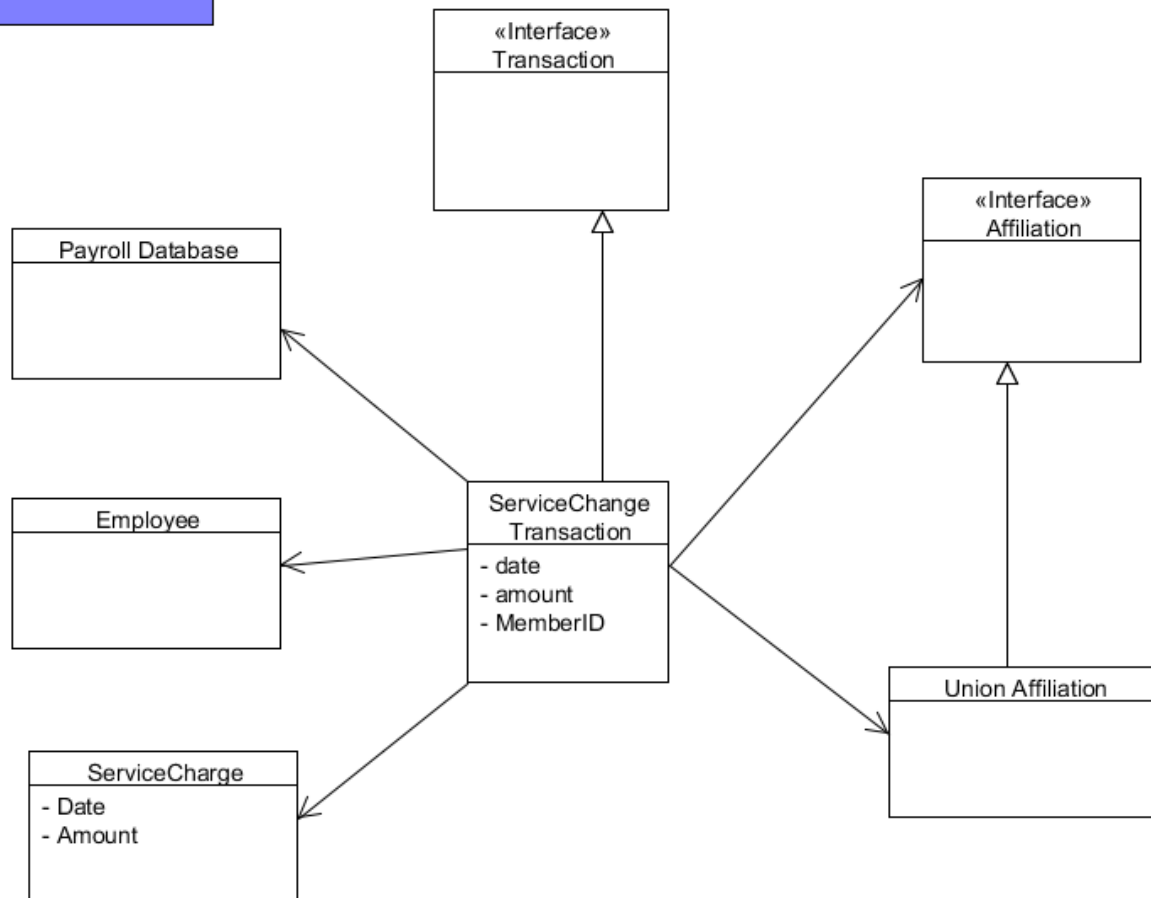 «Interface»
Transaction
«Interface»
Affiliation
Payroll Database
Employee
ServiceChange
Transaction
- date
- amount
- MemberID
Union Affiliation
ServiceCharge
- Date
- Amount